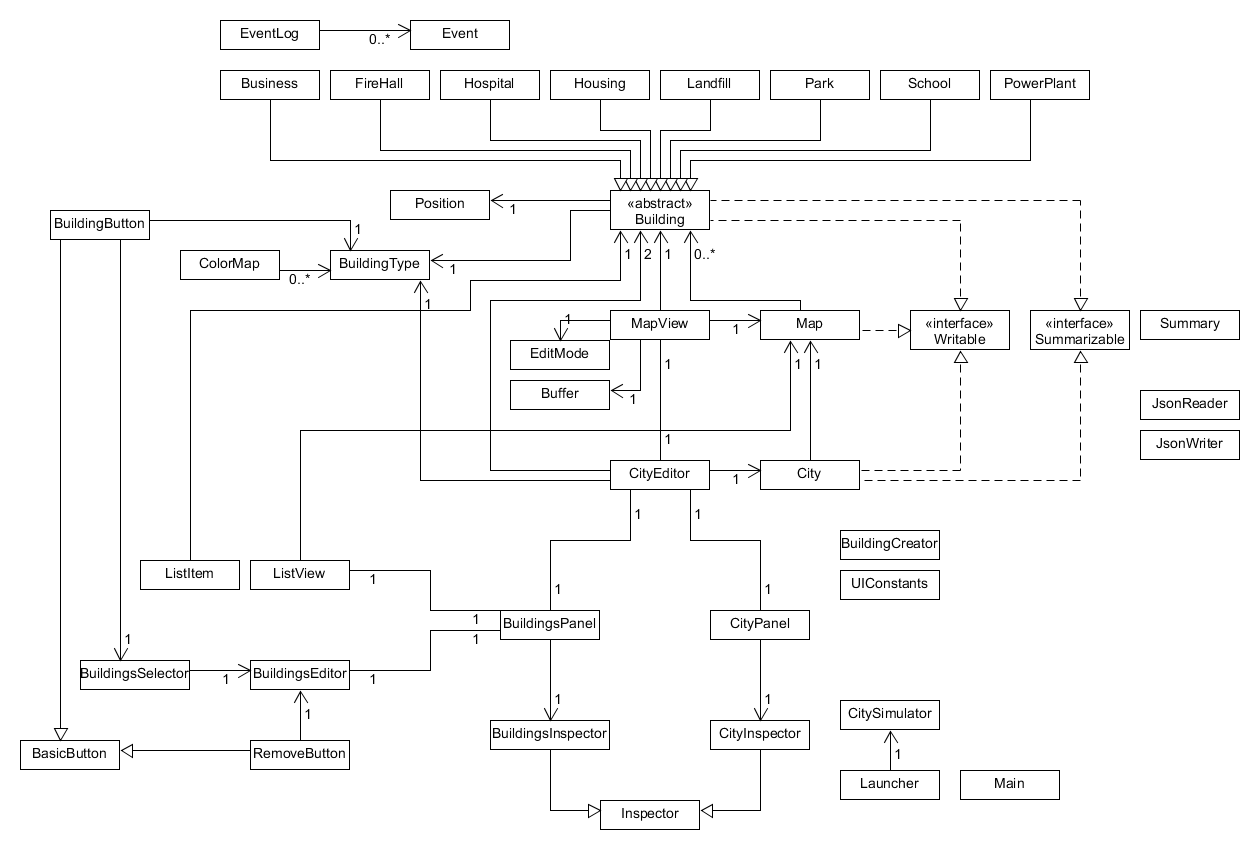 EventLog
0..*
Event
Business
FireHall
Hospital
Housing
Landfill
Park
School
PowerPlant
Position
1
«abstract»
Building
BuildingButton
1
ColorMap
0..*
BuildingType
1
1
1
2
1
0..*
1
EditMode
MapView
1
Map
«interface»
Writable
«interface»
Summarizable
Summary
Buffer
1
1
1
1
JsonReader
JsonWriter
1
CityEditor
1
City
1
1
BuildingCreator
UIConstants
ListItem
ListView
1
1
1
1
1
BuildingsPanel
CityPanel
1
BuildingsSelector
1
BuildingsEditor
1
1
1
1
BuildingsInspector
CityInspector
CitySimulator
1
BasicButton
RemoveButton
Launcher
Main
Inspector